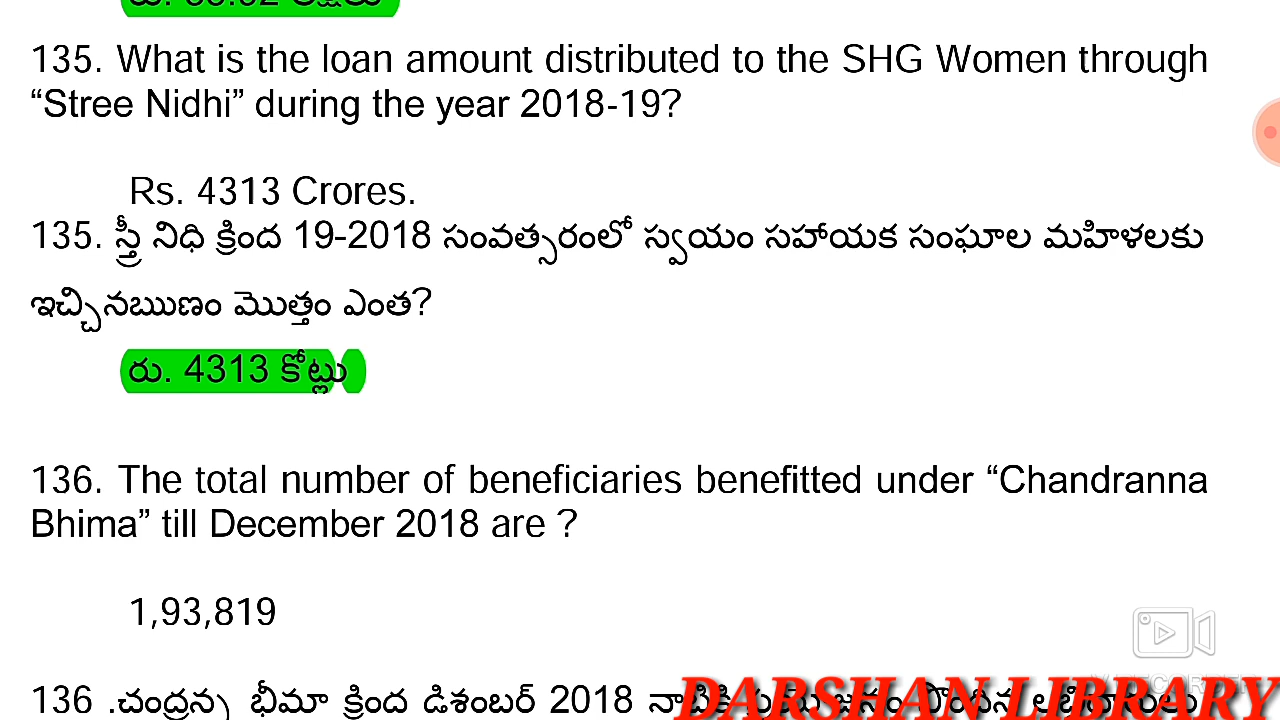 135. What is the loan amount distributed to the SHG Women through
“Stree Nidhi” during the year 2018-19?
Rs. 4313 Crores.
135. స్త్రీ నిధి క్రింద 19-2018 సంవత్సరంలో స్వయం సహాయక సంఘాల మహిళలకు
ఇచ్చినఋణం మొత్తం ఎంత?
రు. 4313 కోట్లు
136. The total number of beneficiaries benefitted under “Chandranna
Bhima” till December 2018 are ?
1,93,819
136 .చంద్రన్న భీమా క్రింద డిశంబర్ 2018 నాటికి
DARSHAN LIBRARY